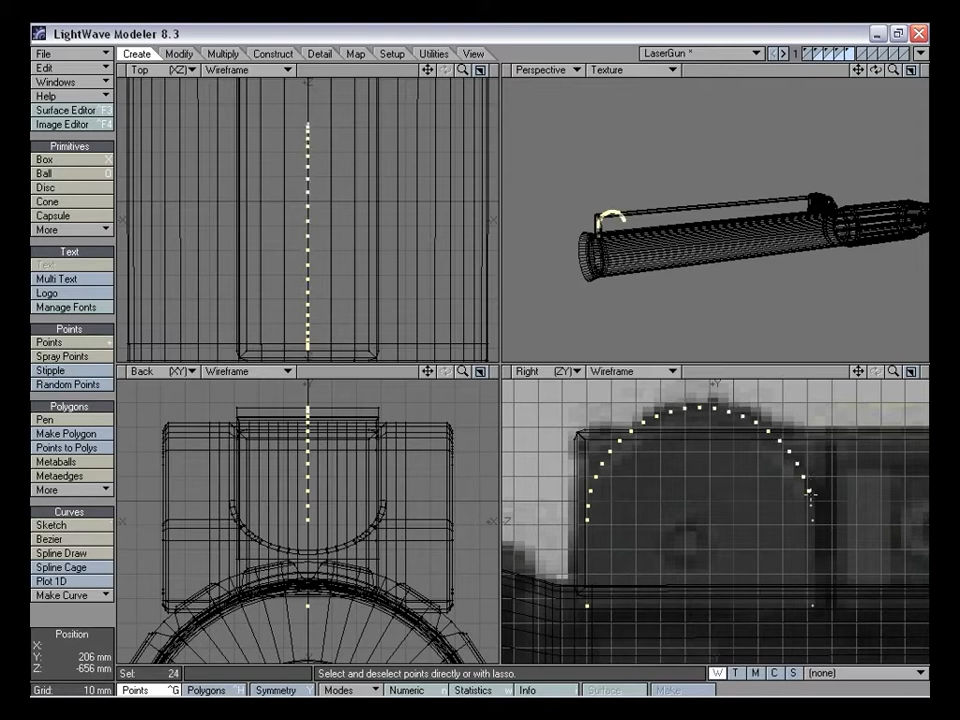 LightWave Modeler 8.3
File
Create Modify Multiply Construct Detail Map Setup Utilities View
LaserGun *
1
Edit
Windows
Help
Surface Editor F3
Image Editor ^F4
Primitives
Box X
Ball O
Disc
Cone
Capsule
More
Text
Text
Multi Text
Logo
Manage Fonts
Points
Points +
Spray Points
Stipple
Random Points
Polygons
Pen
Make Polygon
Points to Polys
Metaballs
Metaedges
More
Curves
Sketch
Bezier
Spline Draw
Spline Cage
Plot 1D
Make Curve
Position
X:
Y: 206 mm
Z: -656 mm
Grid: 10 mm
Top (XZ) Wireframe
Perspective Texture
Back (XY) Wireframe
Right (ZY) Wireframe
Sel: 24
Select and deselect points directly or with lasso.
W T M C S (none)
Points ^G Polygons ^H Symmetry Y Modes Numeric n Statistics w Info i Surface Make